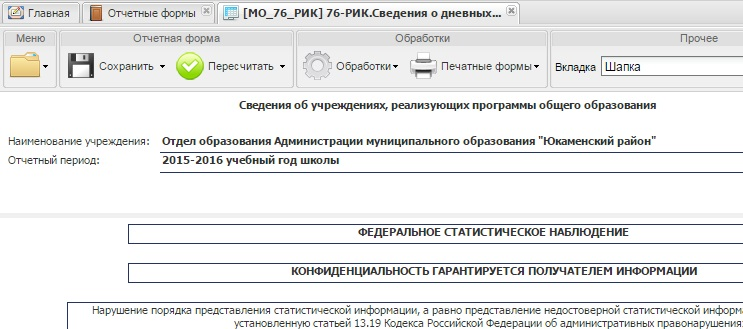 Главная
Отчетные формы
[МО_76_РИК] 76-РИК.Сведения о дневных...
Меню
Отчетная форма
Обработки
Прочее
Сохранить
Пересчитать
Обработки
Печатные формы
Вкладка
Шапка
Сведения об учреждениях, реализующих программы общего образования
Наименование учреждения: Отдел образования Администрации муниципального образования "Юкаменский район"
Отчетный период: 2015-2016 учебный год школы
ФЕДЕРАЛЬНОЕ СТАТИСТИЧЕСКОЕ НАБЛЮДЕНИЕ
КОНФИДЕНЦИАЛЬНОСТЬ ГАРАНТИРУЕТСЯ ПОЛУЧАТЕЛЕМ ИНФОРМАЦИИ
Нарушение порядка представления статистической информации, а равно представление недостоверной статистической
установленную статьей 13.19 Кодекса Российской Федерации об административных правонарушения